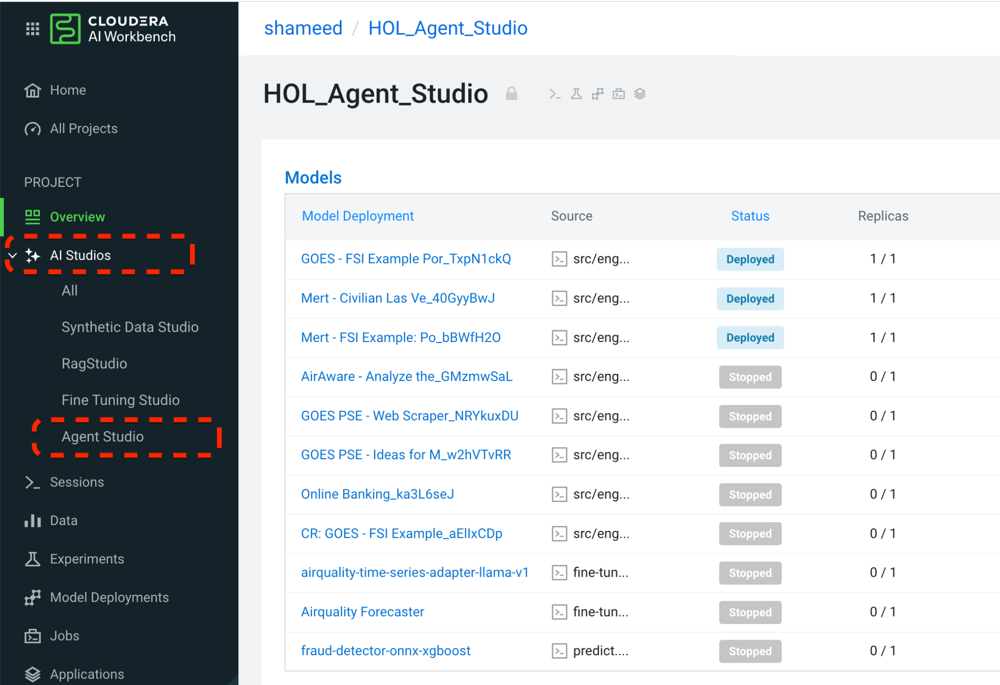 CLOUDERA
AI Workbench
Home
All Projects
PROJECT
Overview
AI Studios
All
Synthetic Data Studio
RagStudio
Fine Tuning Studio
Agent Studio
Sessions
Data
Experiments
Model Deployments
Jobs
Applications
shameed / HOL_Agent_Studio
HOL_Agent_Studio
Models
Model Deployment Source Status Replicas
GOES - FSI Example Por_TxpN1ckQ src/eng... Deployed 1 / 1
Mert - Civilian Las Ve_40GyyBwJ src/eng... Deployed 1 / 1
Mert - FSI Example: Po_bBWfH2O src/eng... Deployed 1 / 1
AirAware - Analyze the_GMzmwSaL src/eng... Stopped 0 / 1
GOES PSE - Web Scraper_NRYkuxDU src/eng... Stopped 0 / 1
GOES PSE - Ideas for M_w2hVTvRR src/eng... Stopped 0 / 1
Online Banking_ka3L6seJ src/eng... Stopped 0 / 1
CR: GOES - FSI Example_aEIIxCDp src/eng... Stopped 0 / 1
airquality-time-series-adapter-llama-v1 fine-tun... Stopped 0 / 1
Airquality Forecaster fine-tun... Stopped 0 / 1
fraud-detector-onnx-xgboost predict.... Stopped 0 / 1